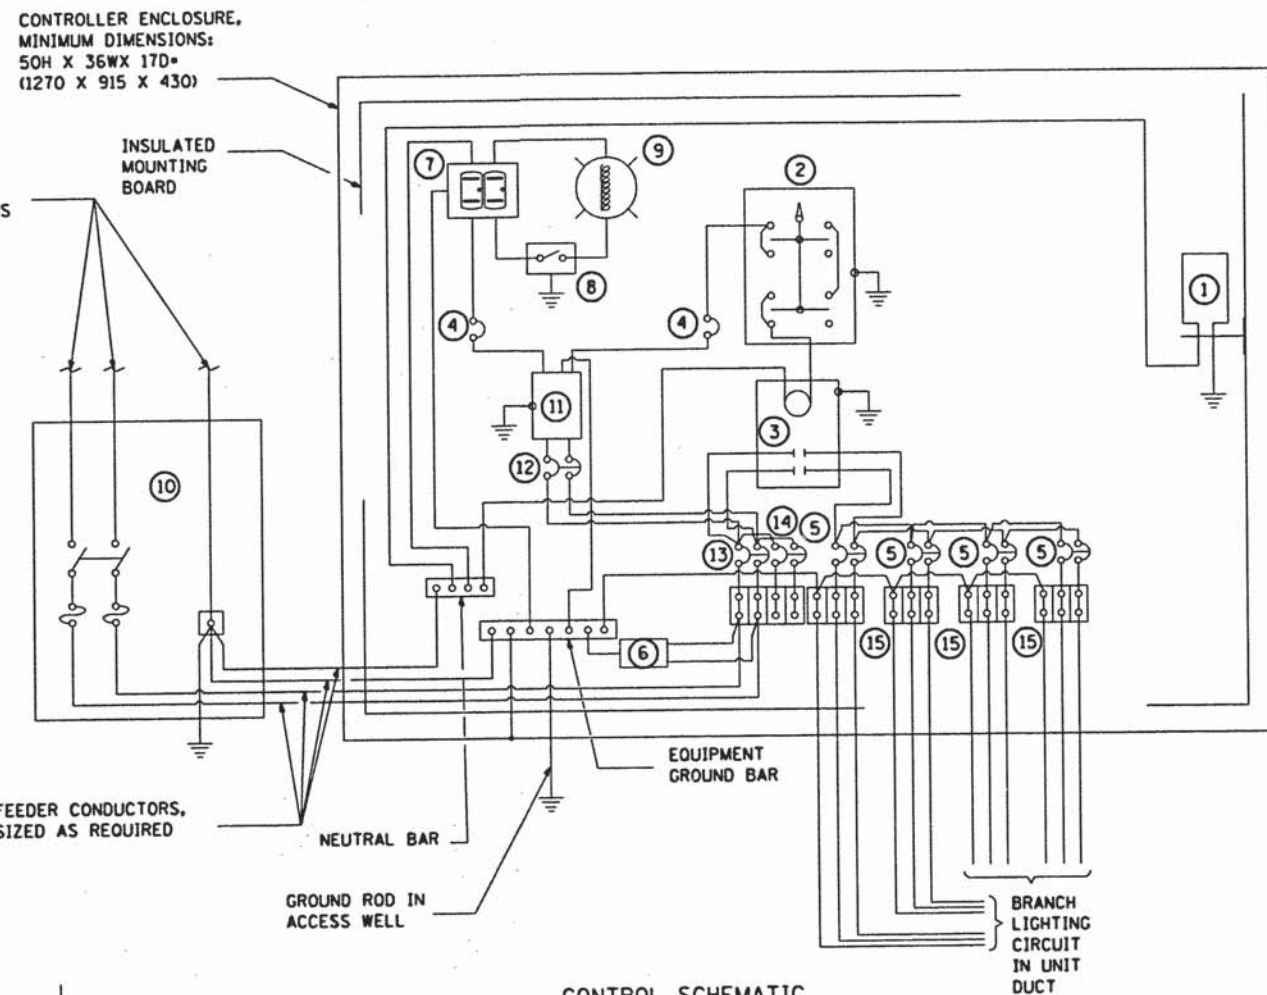 CONTROLLER ENCLOSURE,
MINIMUM DIMENSIONS:
50H X 36WX 17D"
(1270 X 915 X 430)
INSULATED
MOUNTING
BOARD
S
7
9
2
1
8
4
4
11
3
12
10
14
5
13
5
5
5
6
15
15
15
EQUIPMENT
GROUND BAR
FEEDER CONDUCTORS,
SIZED AS REQUIRED
NEUTRAL BAR
GROUND ROD IN
ACCESS WELL
BRANCH
LIGHTING
CIRCUIT
IN UNIT
DUCT
CONTROL SCHEMATIC